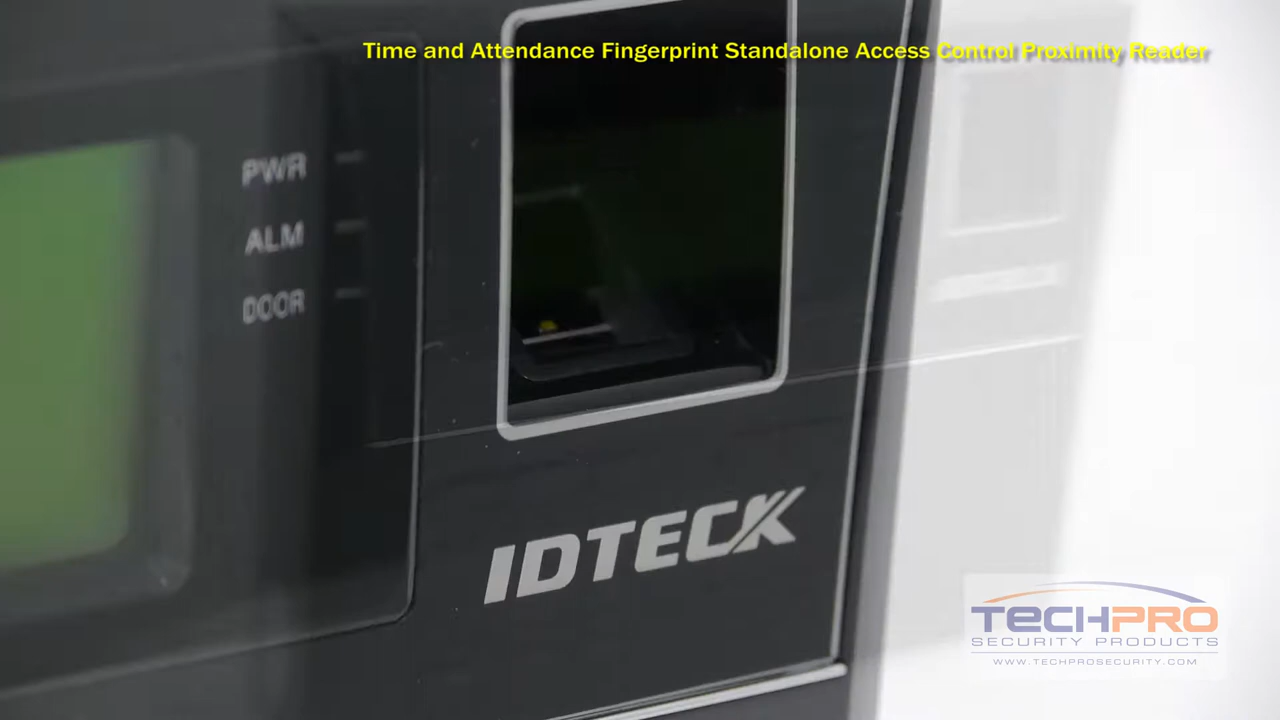 Time and Attendance Fingerprint Standalone Access Control Proximity Reader
PWR
ALM
DOOR
IDTECK
TECHPRO
SECURITY PRODUCTS
WWW.TECHPROSECURITY.COM